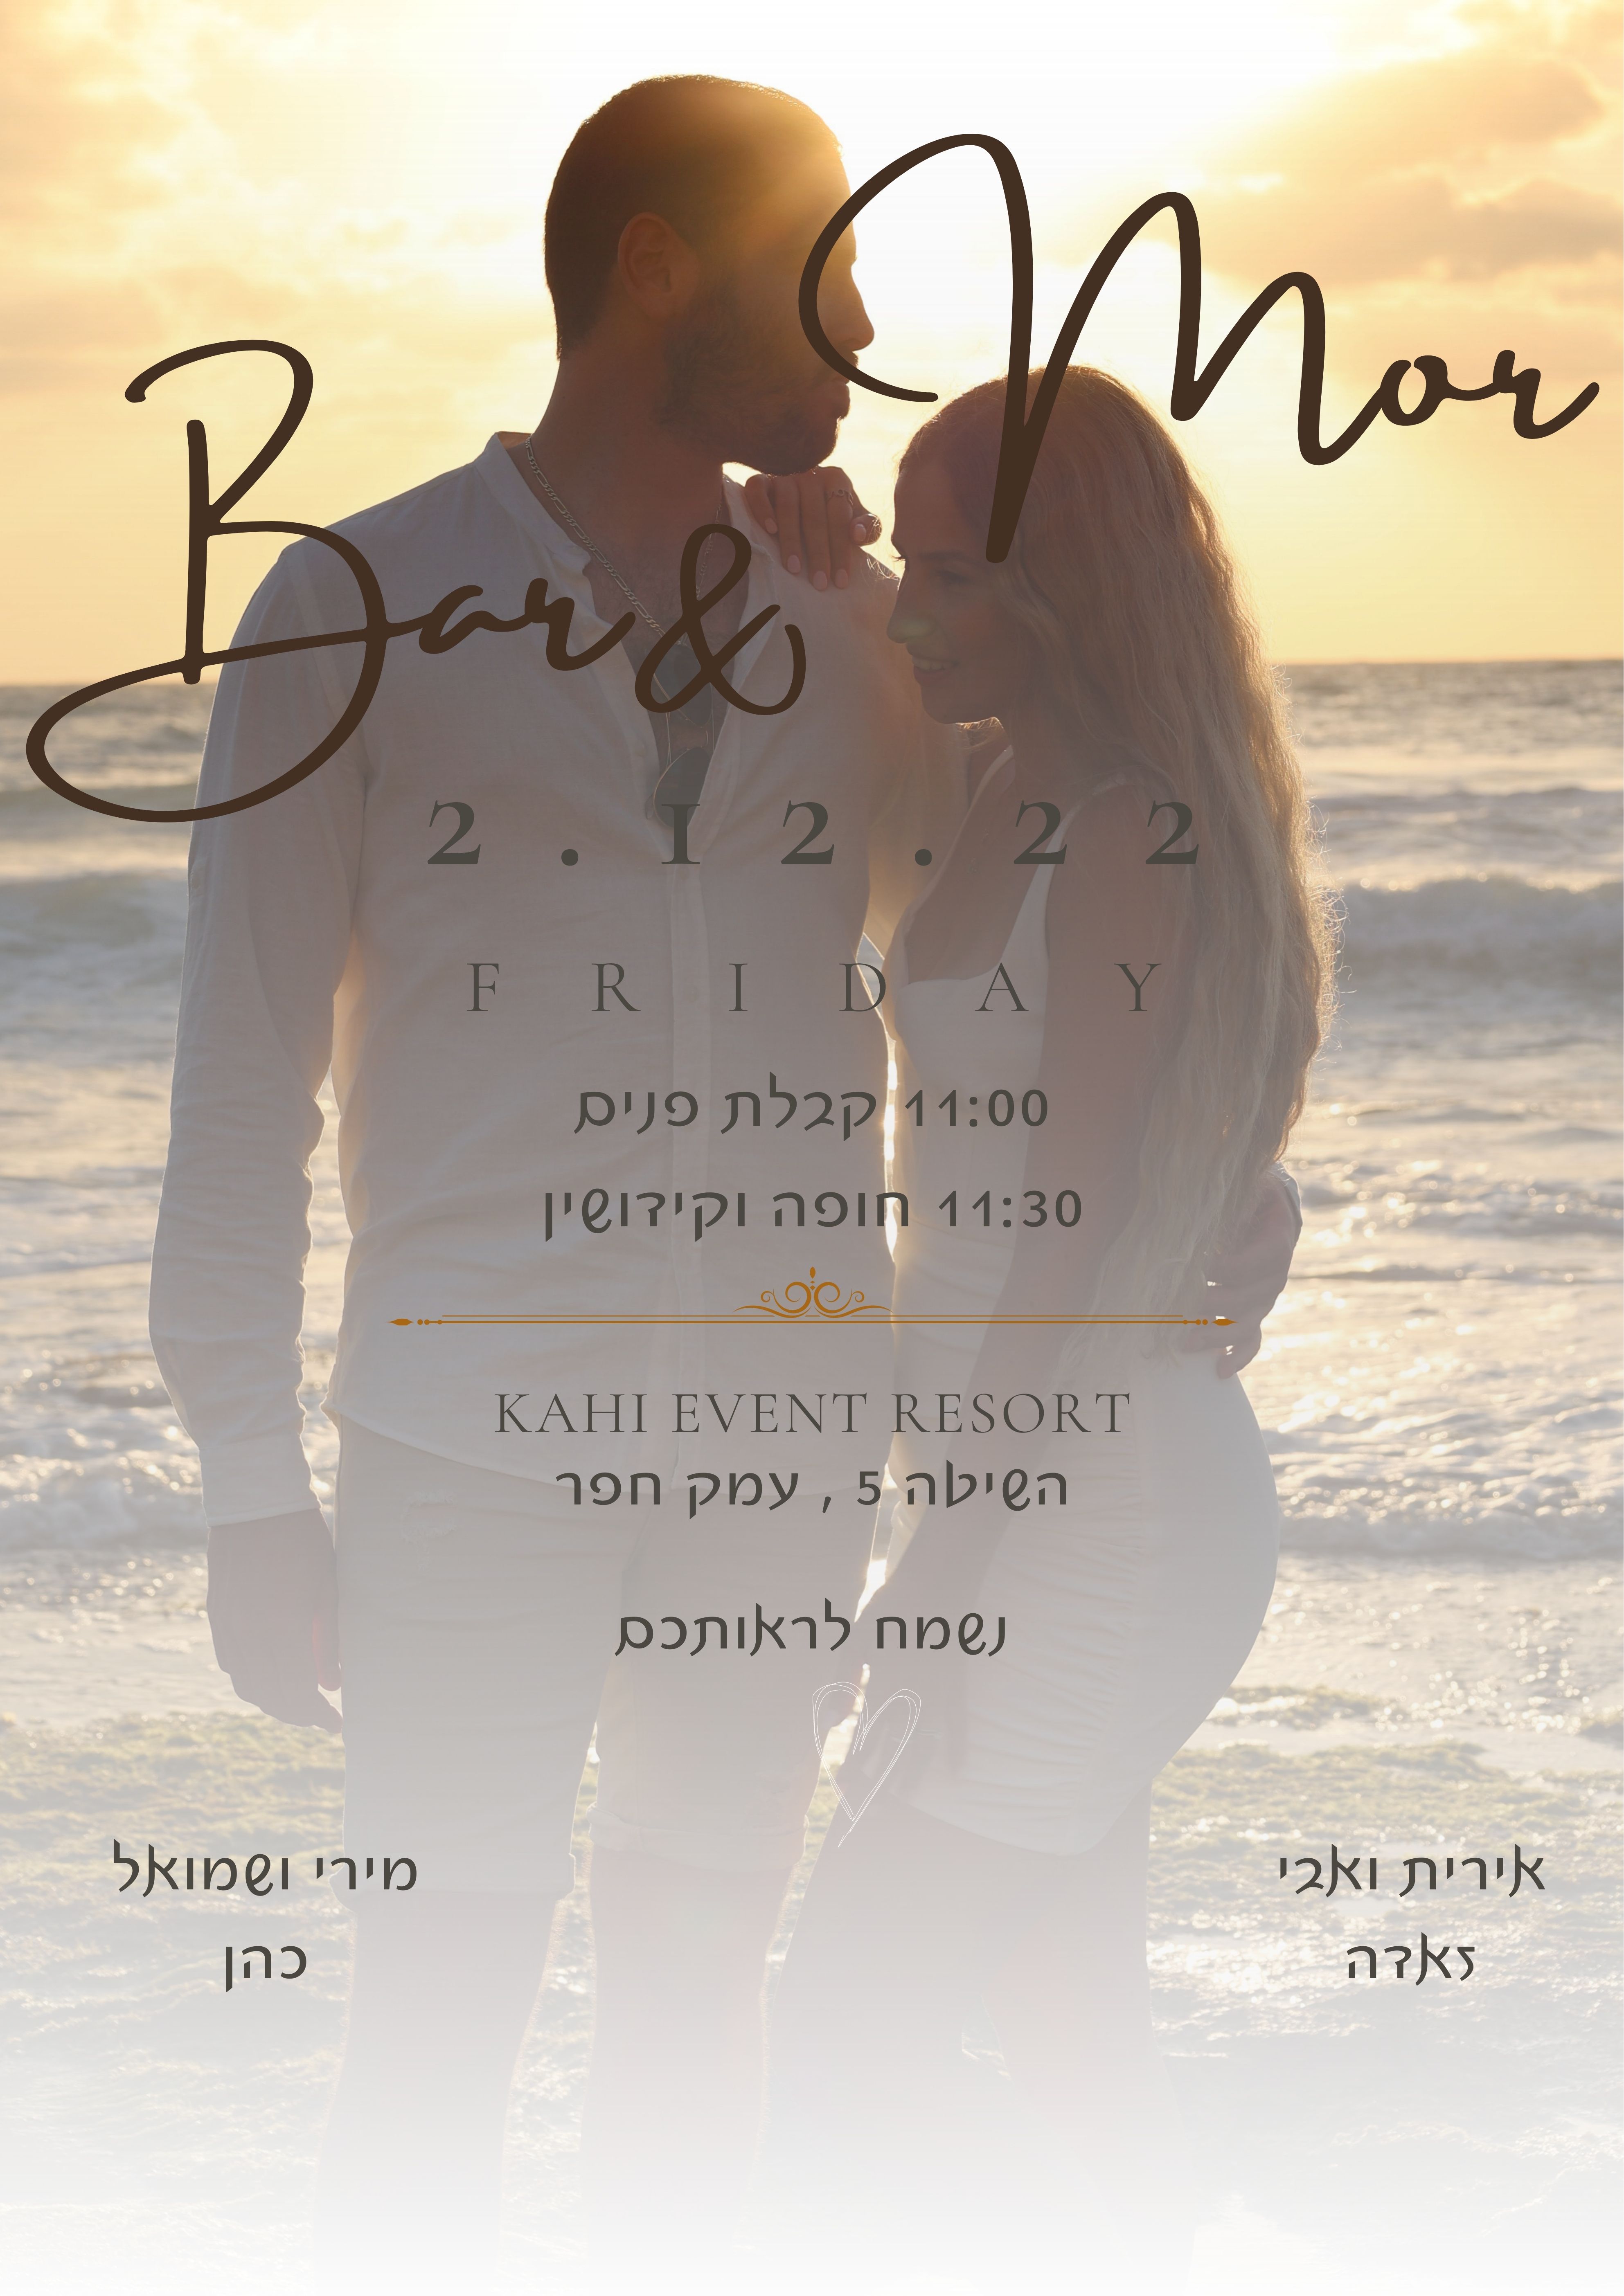 Bar & Mor
2.12.22
FRIDAY
11:00 קבלת פנים
11:30 חופה וקידושין
KAHI EVENT RESORT
השיטה 5 , עמק חפר
נשמח לראותכם
אירית ואבי
זאדה
מירי ושמואל
כהן